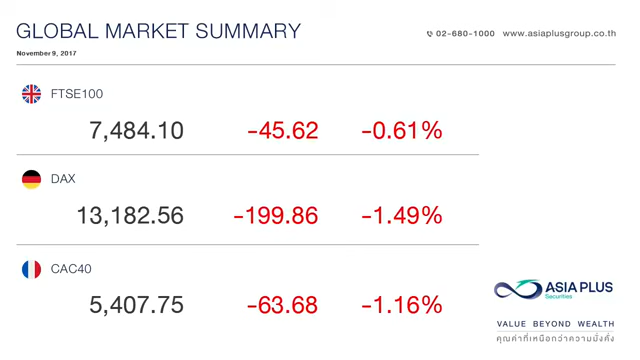 GLOBAL MARKET SUMMARY
02-680-1000 www.asiaplusgroup.co.th
November 9, 2017
FTSE100
7,484.10 -45.62 -0.61%
DAX
13,182.56 -199.86 -1.49%
CAC40
5,407.75 -63.68 -1.16%
ASIA PLUS
Securities
VALUE BEYOND WEALTH
คุณค่าที่เหนือกว่าความมั่งคั่ง